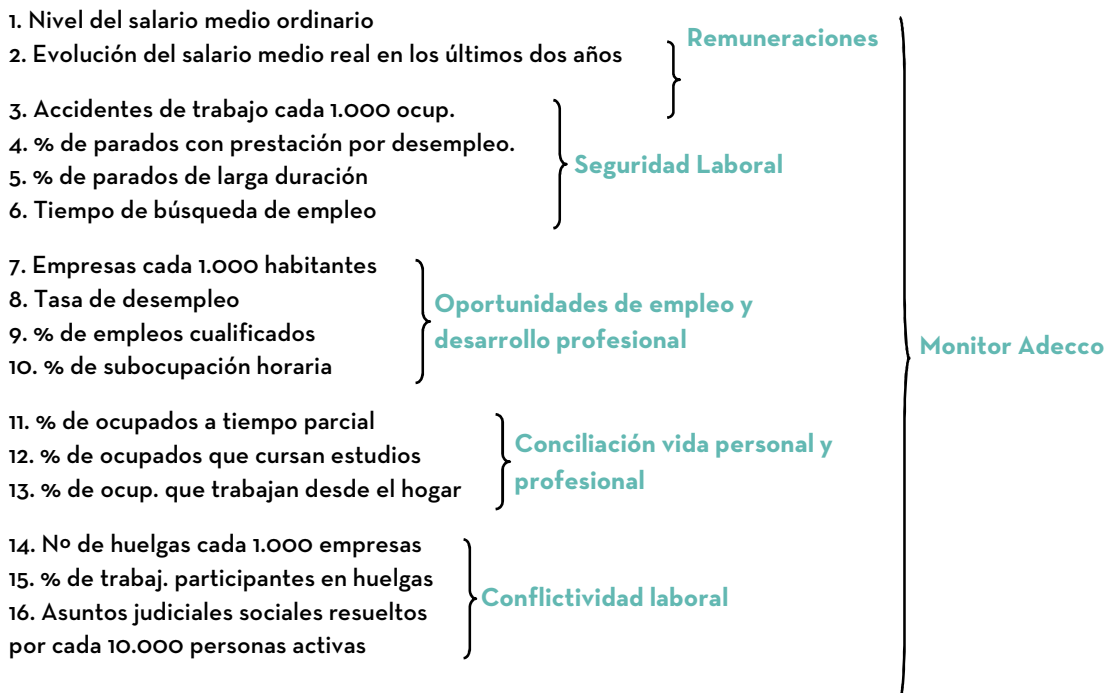 1. Nivel del salario medio ordinario
2. Evolución del salario medio real en los últimos dos años
Remuneraciones
3. Accidentes de trabajo cada 1.000 ocup.
4. % de parados con prestación por desempleo.
5. % de parados de larga duración
6. Tiempo de búsqueda de empleo
Seguridad Laboral
7. Empresas cada 1.000 habitantes
8. Tasa de desempleo
9. % de empleos cualificados
10. % de subocupación horaria
Oportunidades de empleo y
desarrollo profesional
11. % de ocupados a tiempo parcial
12. % de ocupados que cursan estudios
13. % de ocup. que trabajan desde el hogar
Conciliación vida personal y
profesional
14. Nº de huelgas cada 1.000 empresas
15. % de trabaj. participantes en huelgas
16. Asuntos judiciales sociales resueltos
por cada 10.000 personas activas
Conflictividad laboral
Monitor Adecco